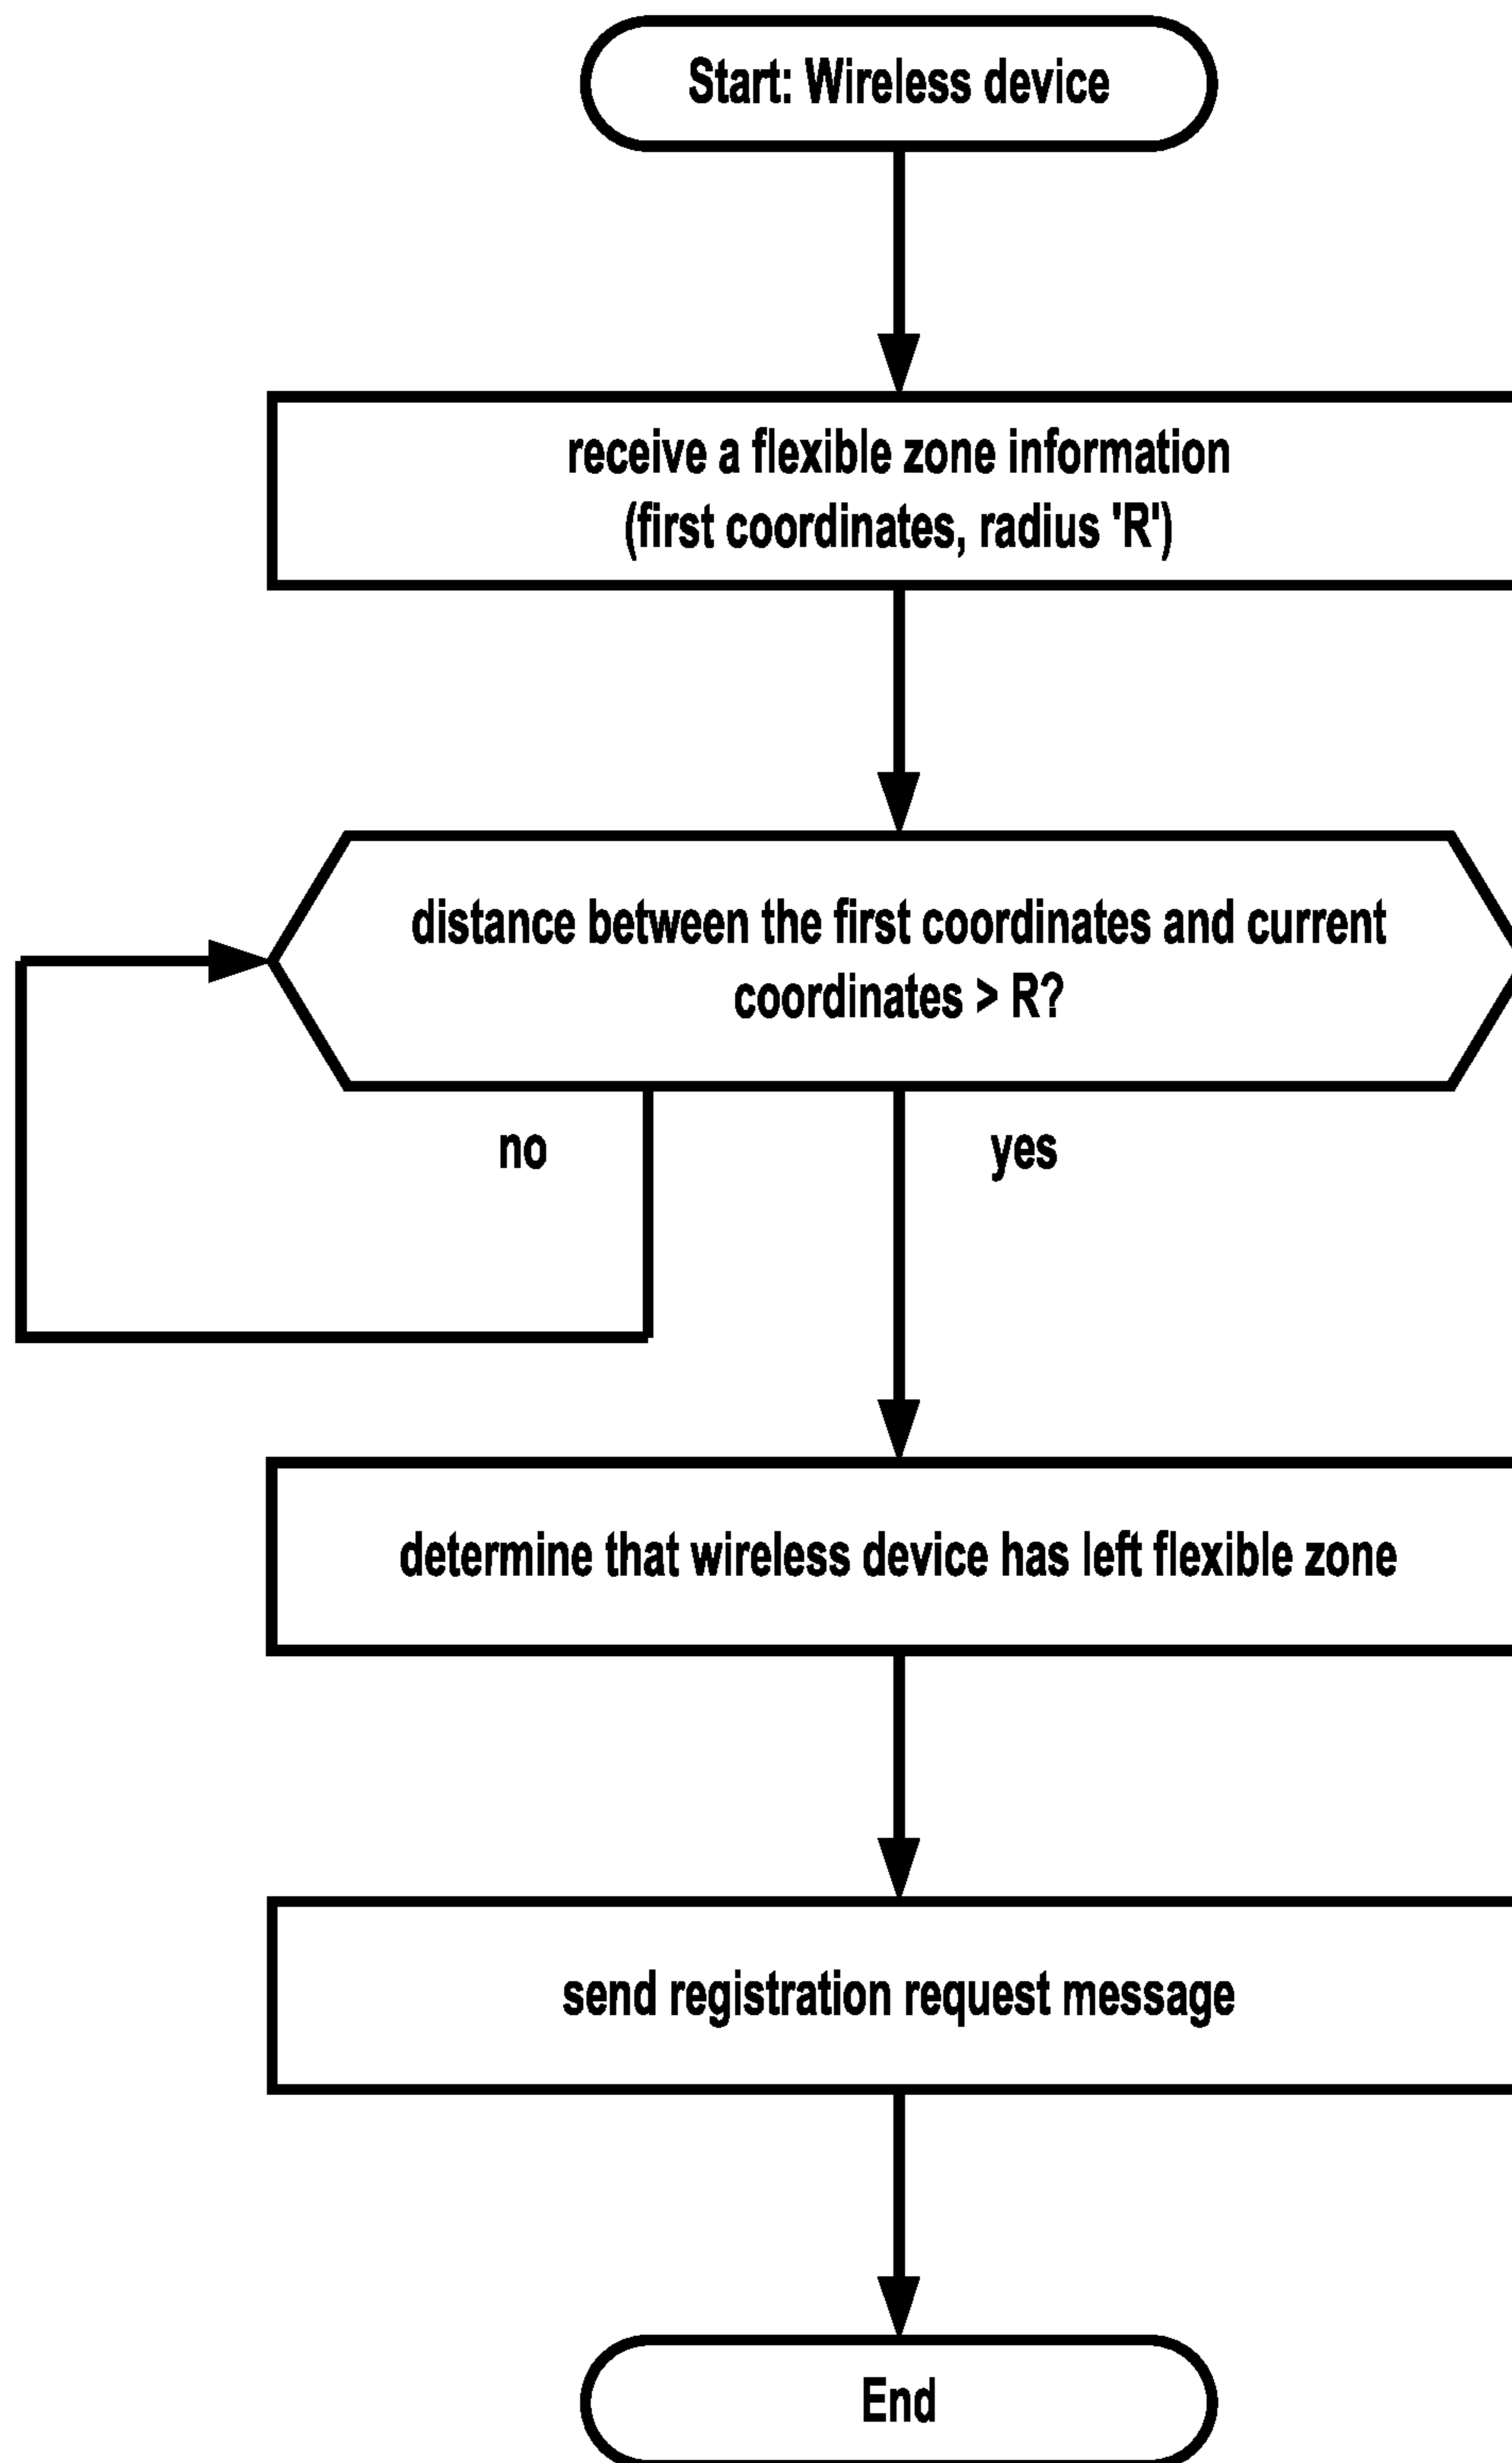 Start: Wireless device
receive a flexible zone information
(first coordinates, radius 'R')
distance between the first coordinates and current
coordinates > R?
no
yes
determine that wireless device has left flexible zone
send registration request message
End